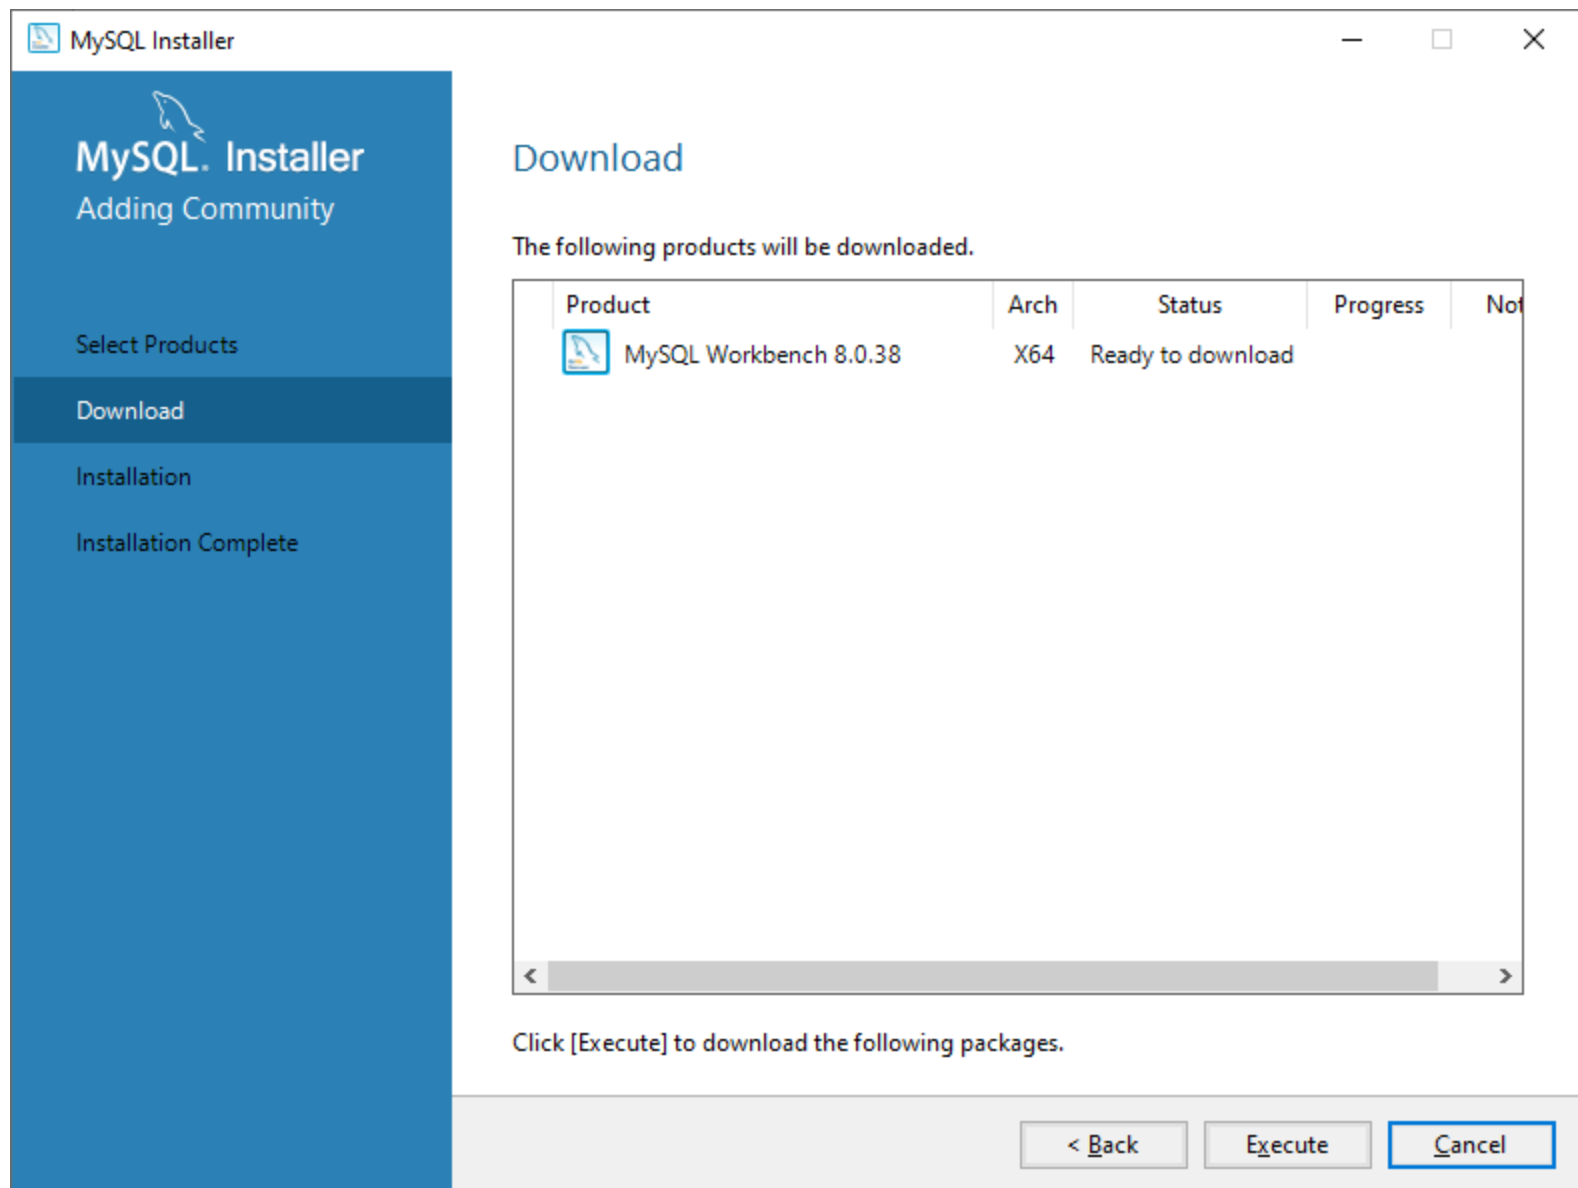 MySQL Installer
MySQL. Installer
Adding Community
Select Products
Download
Installation
Installation Complete
Download
The following products will be downloaded.
Product Arch Status Progress Not
MySQL Workbench 8.0.38 X64 Ready to download
Click [Execute] to download the following packages.
< Back Execute Cancel